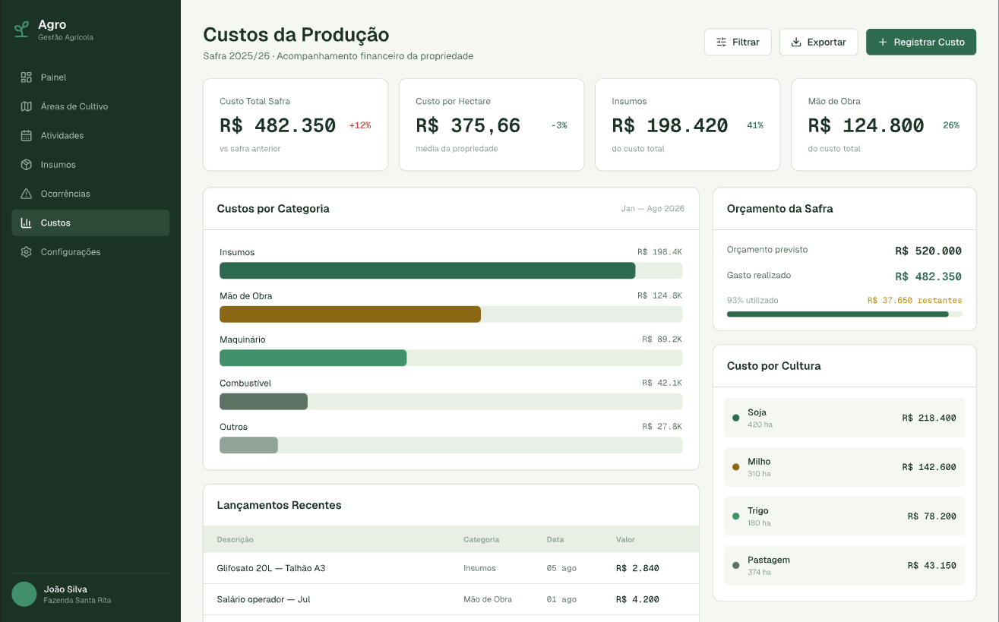 Agro
Gestão Agrícola
Painel
Áreas de Cultivo
Atividades
Insumos
Ocorrências
Custos
Configurações
João Silva
Fazenda Santa Rita
Custos da Produção
Safra 2025/26 · Acompanhamento financeiro da propriedade
Filtrar
Exportar
Registrar Custo
Custo Total Safra
R$ 482.350 +12%
vs safra anterior
Custo por Hectare
R$ 375,66 -3%
média da propriedade
Insumos
R$ 198.420 41%
do custo total
Mão de Obra
R$ 124.800 26%
do custo total
Custos por Categoria Jan — Ago 2026
Insumos R$ 198.4K
Mão de Obra R$ 124.8K
Maquinário R$ 89.2K
Combustível R$ 42.1K
Outros R$ 27.8K
Lançamentos Recentes
Descrição Categoria Data Valor
Glifosato 20L — Talhão A3 Insumos 05 ago R$ 2.840
Salário operador — Jul Mão de Obra 01 ago R$ 4.200
Orçamento da Safra
Orçamento previsto R$ 520.000
Gasto realizado R$ 482.350
93% utilizado R$ 37.650 restantes
Custo por Cultura
Soja
420 ha
R$ 218.400
Milho
310 ha
R$ 142.600
Trigo
180 ha
R$ 78.200
Pastagem
374 ha
R$ 43.150